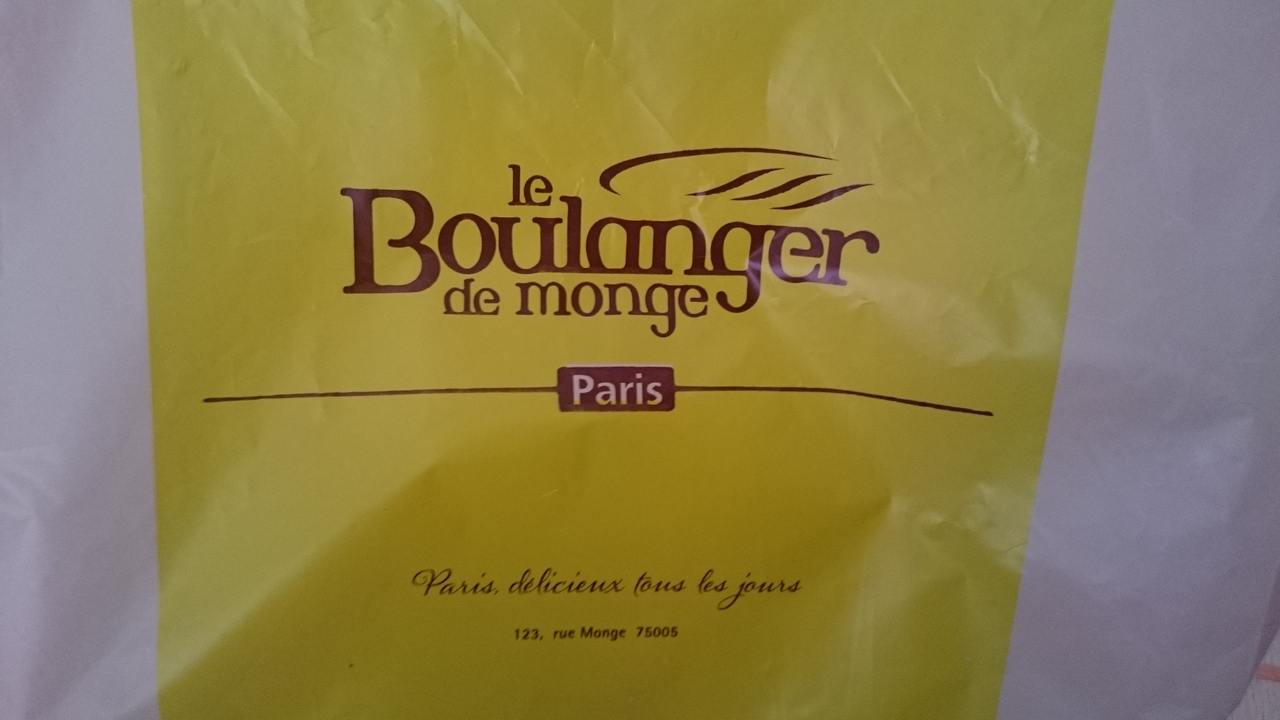 le
Boulanger
de monge
Paris
Paris, délicieux tous les jours
123, rue Monge 75005